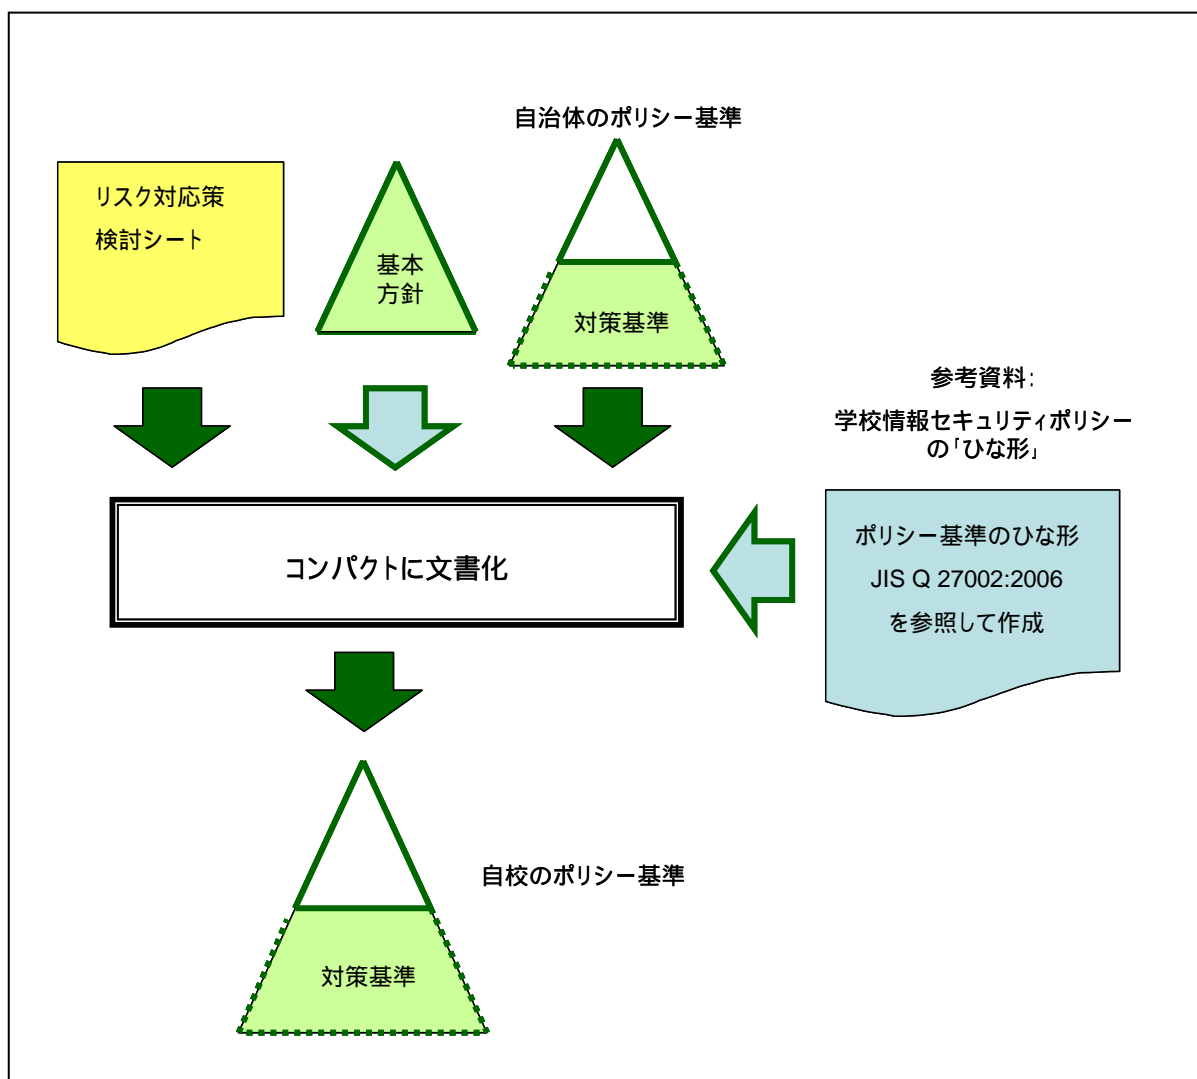 自治体のポリシー基準
リスク対応策
検討シート
基本
方針
対策基準
参考資料:
学校情報セキュリティポリシー
の「ひな形」
ポリシー基準のひな形
JIS Q 27002:2006
を参照して作成
コンパクトに文書化
自校のポリシー基準
対策基準